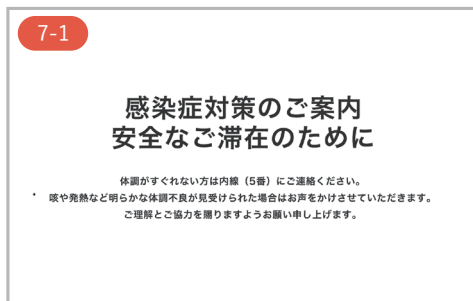 7-1
感染症対策のご案内
安全なご滞在のために
体調がすぐれない方は内線（5番）にご連絡ください。
・ 咳や発熱など明らかな体調不良が見受けられた場合はお声をかけさせていただきます。
ご理解とご協力を賜りますようお願い申し上げます。